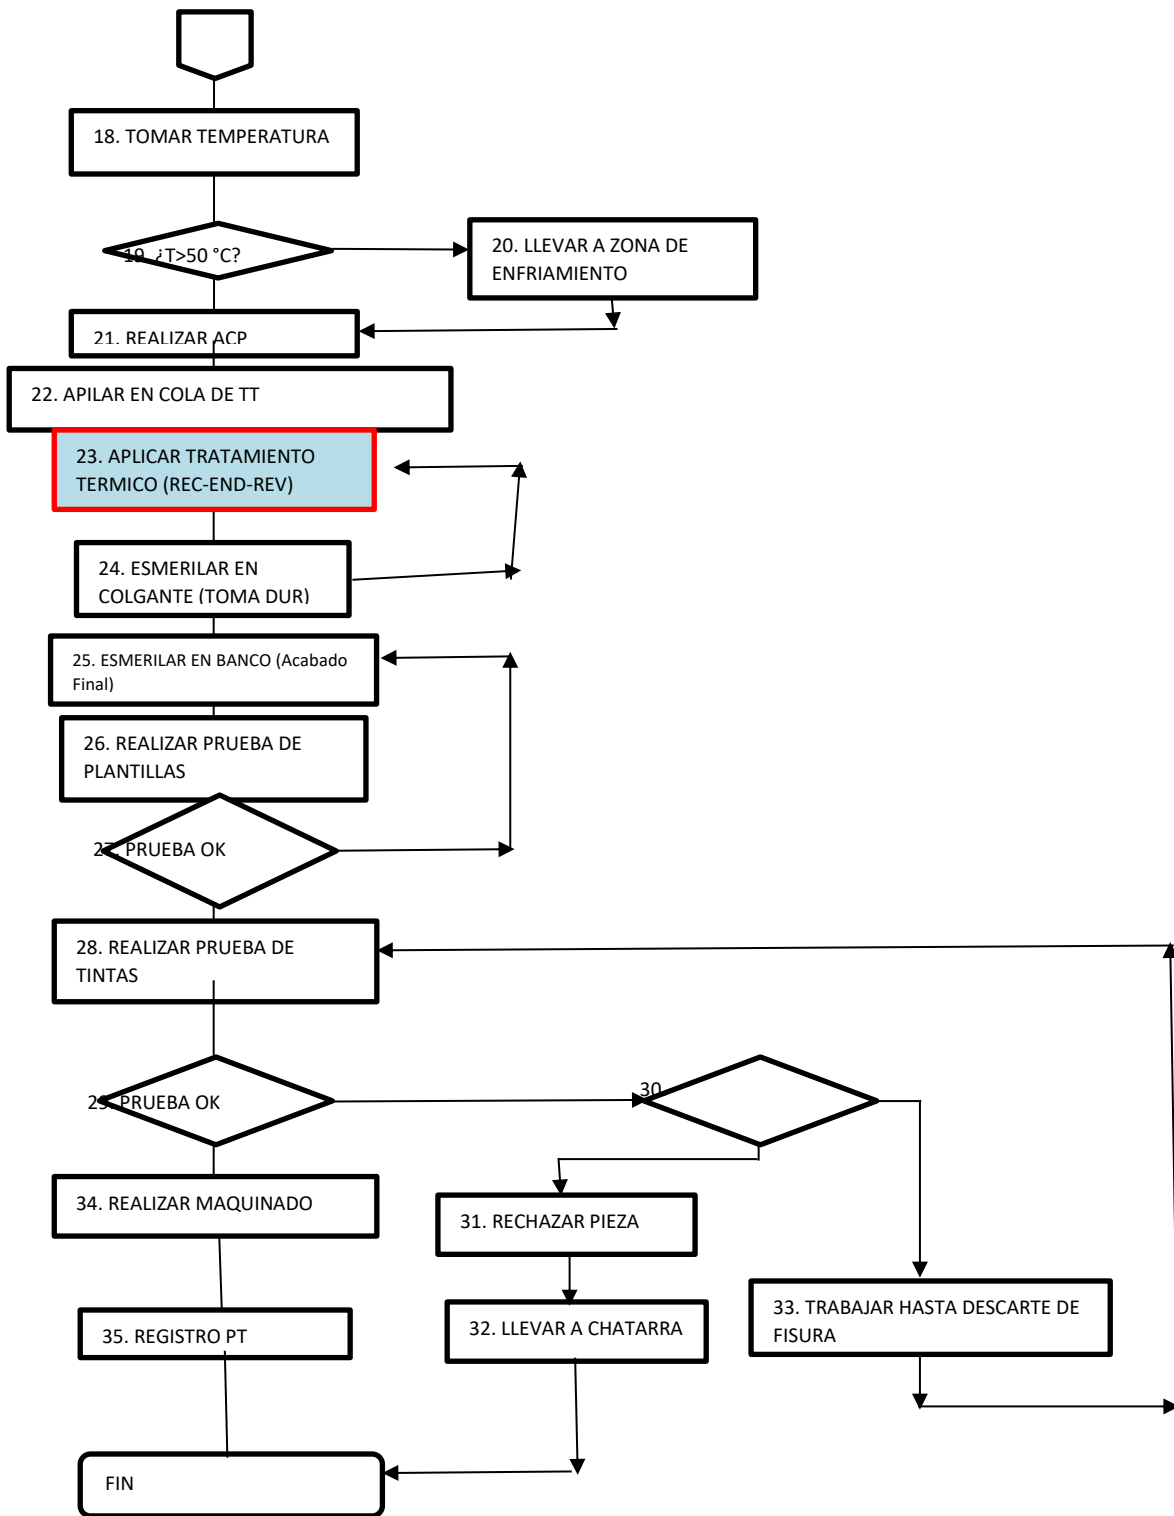 18. TOMAR TEMPERATURA
19. ¿T>50 °C?
20. LLEVAR A ZONA DE
ENFRIAMIENTO
21. REALIZAR ACP
22. APILAR EN COLA DE TT
23. APLICAR TRATAMIENTO
TERMICO (REC-END-REV)
24. ESMERILAR EN
COLGANTE (TOMA DUR)
25. ESMERILAR EN BANCO (Acabado
Final)
26. REALIZAR PRUEBA DE
PLANTILLAS
27. PRUEBA OK
28. REALIZAR PRUEBA DE
TINTAS
29. PRUEBA OK
30
34. REALIZAR MAQUINADO
31. RECHAZAR PIEZA
33. TRABAJAR HASTA DESCARTE DE
FISURA
35. REGISTRO PT
32. LLEVAR A CHATARRA
FIN